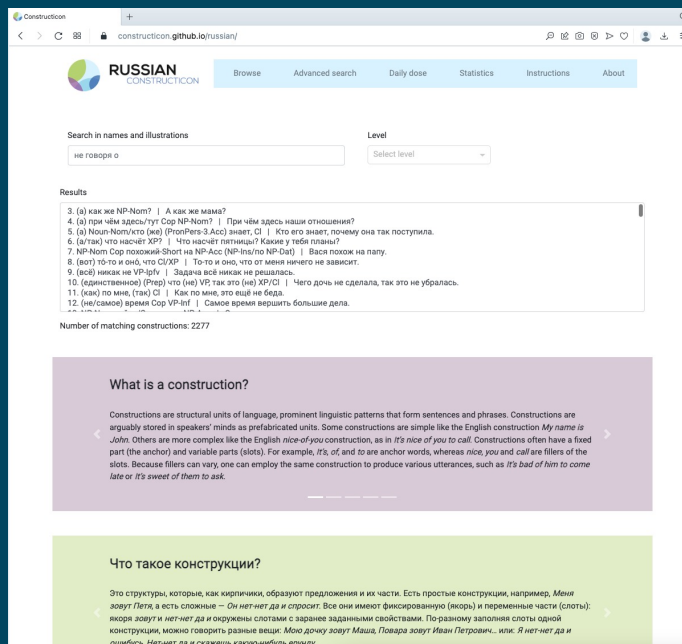 Constructicon
+
constructicon.github.io/russian/
RUSSIAN
CONSTRUCTICON
Browse Advanced search Daily dose Statistics Instructions About
Search in names and illustrations Level
не говоря о Select level
Results
3. (а) как же NP-Nom? | А как же мама?
4. (а) при чём здесь/тут Cop NP-Nom? | При чём здесь наши отношения?
5. (а) Noun-Nom/кто (же) (PronPers-3.Acc) знает, Cl | Кто его знает, почему она так поступила.
6. (а/так) что насчёт XP? | Что насчёт пятницы? Какие у тебя планы?
7. NP-Nom Cop похожий-Short на NP-Acc (NP-Ins/по NP-Dat) | Вася похож на папу.
8. (вот) то́-то и оно́, что Cl/XP | То-то и оно, что от меня ничего не зависит.
9. (всё) никак не VP-Ipfv | Задача всё никак не решалась.
10. (единственное) (Prep) что (не) VP, так это (не) XP/Cl | Чего дочь не сделала, так это не убралась.
11. (как) по мне, (так) Cl | Как по мне, это ещё не беда.
12. (не/самое) время Cop VP-Inf | Самое время вершить большие дела.
Number of matching constructions: 2277
What is a construction?
Constructions are structural units of language, prominent linguistic patterns that form sentences and phrases. Constructions are
arguably stored in speakers' minds as prefabricated units. Some constructions are simple like the English construction My name is
John. Others are more complex like the English nice-of-you construction, as in It's nice of you to call. Constructions often have a fixed
part (the anchor) and variable parts (slots). For example, It's, of, and to are anchor words, whereas nice, you and call are fillers of the
slots. Because fillers can vary, one can employ the same construction to produce various utterances, such as It's bad of him to come
late or It's sweet of them to ask.
Что такое конструкции?
Это структуры, которые, как кирпичики, образуют предложения и их части. Есть простые конструкции, например, Меня
зовут Петя, а есть сложные — Он нет-нет да и спросит. Все они имеют фиксированную (якорь) и переменные части (слоты):
якоря зовут и нет-нет да и окружены слотами с заранее заданными свойствами. По-разному заполняя слоты одной
конструкции, можно говорить разные вещи: Мою дочку зовут Маша, Повара зовут Иван Петрович... или: Я нет-нет да и
ошибусь, Нет-нет да и скажешь какую-нибудь ерунду.